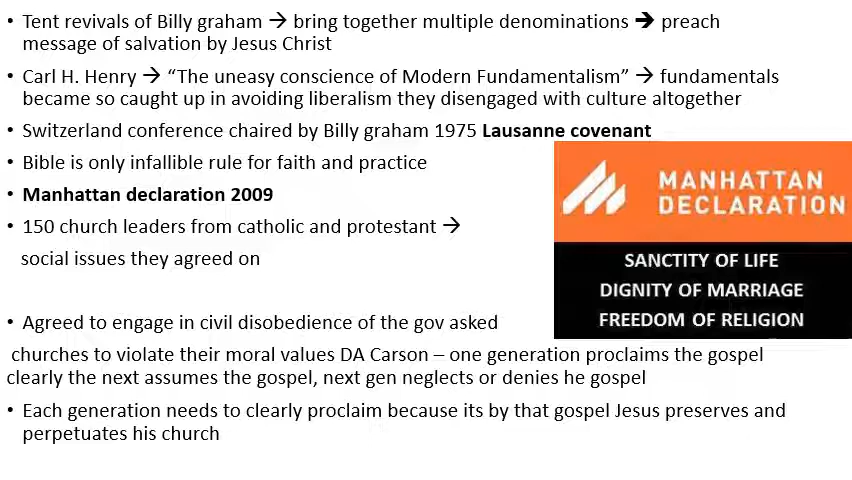 • Tent revivals of Billy graham → bring together multiple denominations → preach
message of salvation by Jesus Christ
• Carl H. Henry → “The uneasy conscience of Modern Fundamentalism” → fundamentals
became so caught up in avoiding liberalism they disengaged with culture altogether
• Switzerland conference chaired by Billy graham 1975 Lausanne covenant
• Bible is only infallible rule for faith and practice
• Manhattan declaration 2009
• 150 church leaders from catholic and protestant →
social issues they agreed on
MANHATTAN
DECLARATION
SANCTITY OF LIFE
DIGNITY OF MARRIAGE
FREEDOM OF RELIGION
• Agreed to engage in civil disobedience of the gov asked
churches to violate their moral values DA Carson – one generation proclaims the gospel
clearly the next assumes the gospel, next gen neglects or denies he gospel
• Each generation needs to clearly proclaim because its by that gospel Jesus preserves and
perpetuates his church